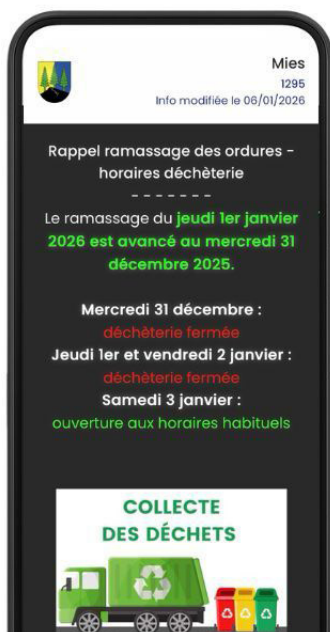 Mies
1295
Info modifiée le 06/01/2026
Rappel ramassage des ordures -
horaires déchèterie
- - - - - - -
Le ramassage du jeudi 1er janvier
2026 est avancé au mercredi 31
décembre 2025.
Mercredi 31 décembre :
déchèterie fermée
Jeudi 1er et vendredi 2 janvier :
déchèterie fermée
Samedi 3 janvier :
ouverture aux horaires habituels
COLLECTE
DES DÉCHETS